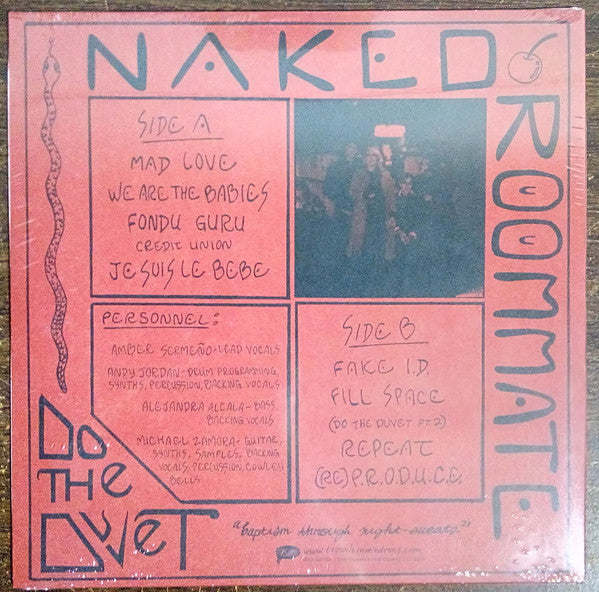 NAKED
ROOMMATE
SIDE A
MAD LOVE
WE ARE THE BABIES
FONDU GURU
CREDIT UNION
JE SUIS LE BEBE
PERSONNEL:
AMBER SERMEÑO-LEAD VOCALS
ANDY JORDAN-DRUM PROGRAMMING,
SYNTHS, PERCUSSION, BACKING VOCALS
ALEJANDRA ALCALA-BASS,
BACKING VOCALS
MICHAEL ZAMORA-GUITAR,
SYNTHS, SAMPLES, BACKING
VOCALS, PERCUSSION, COWLEY
BELLS
SIDE B
FAKE I.D.
FILL SPACE
(DO THE DUVET PT 2)
REPEAT
(RE)P.R.O.D.U.C.E.
DO
THE
DUVET
"baptism through night-sweats"